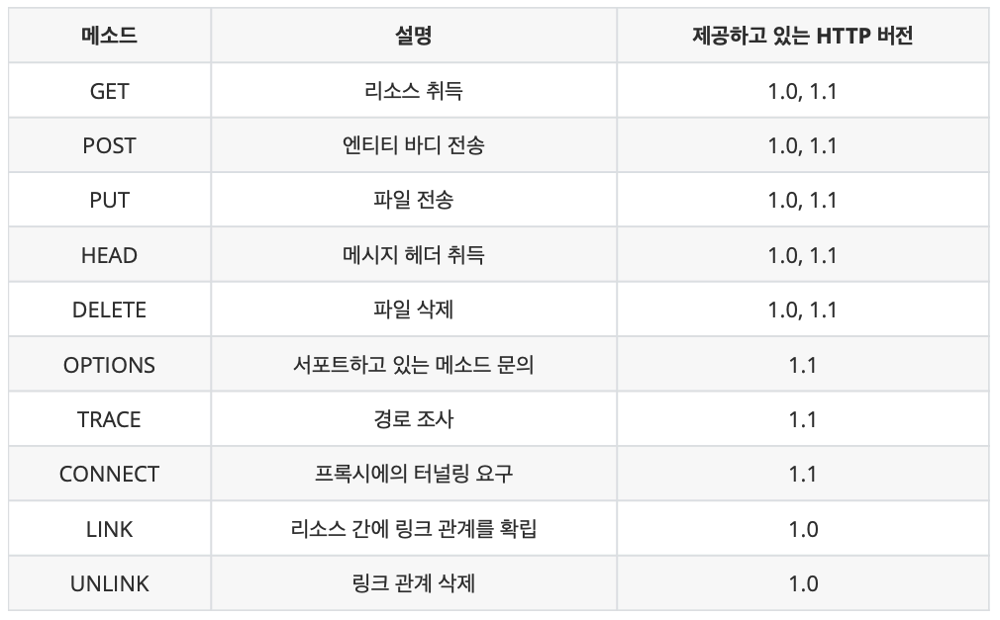 메소드 설명 제공하고 있는 HTTP 버전
GET 리소스 취득 1.0, 1.1
POST 엔티티 바디 전송 1.0, 1.1
PUT 파일 전송 1.0, 1.1
HEAD 메시지 헤더 취득 1.0, 1.1
DELETE 파일 삭제 1.0, 1.1
OPTIONS 서포트하고 있는 메소드 문의 1.1
TRACE 경로 조사 1.1
CONNECT 프록시에의 터널링 요구 1.1
LINK 리소스 간에 링크 관계를 확립 1.0
UNLINK 링크 관계 삭제 1.0